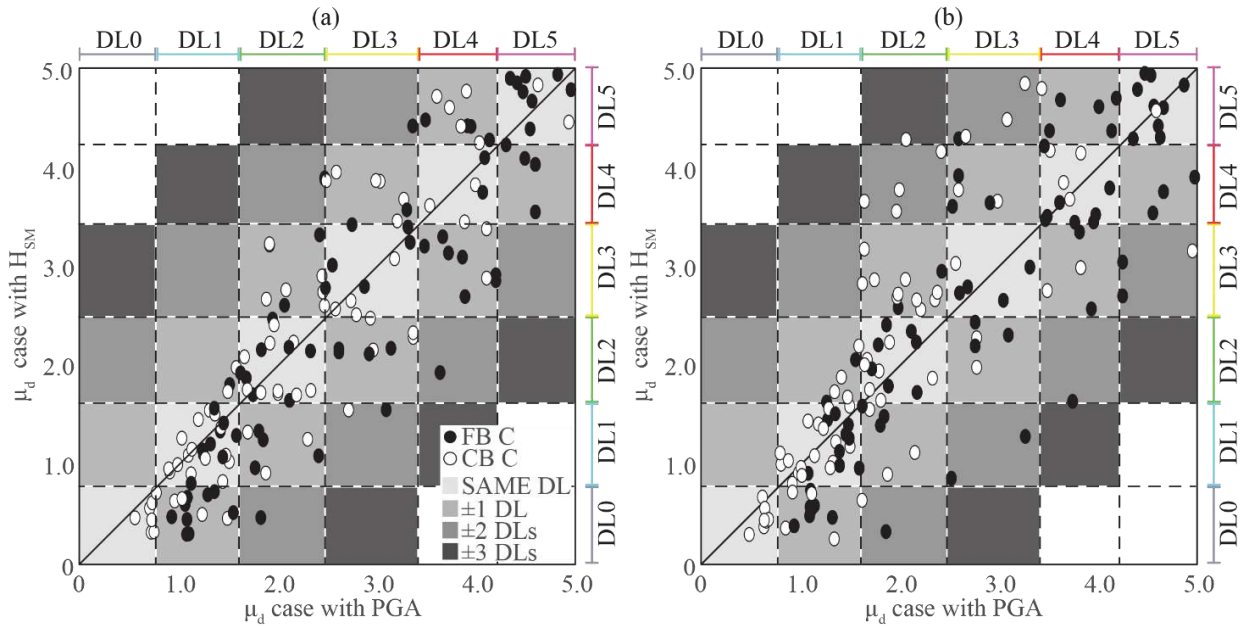 (a)
DL0 DL1 DL2 DL3 DL4 DL5
5.0
4.0
3.0
2.0
1.0
0
μd case with HSM
DL5
DL4
DL3
DL2
DL1
DL0
FB C
CB C
SAME DL
±1 DL
±2 DLs
±3 DLs
0 1.0 2.0 3.0 4.0 5.0
μd case with PGA
(b)
DL0 DL1 DL2 DL3 DL4 DL5
5.0
4.0
3.0
2.0
1.0
0
μd case with HSM
DL5
DL4
DL3
DL2
DL1
DL0
0 1.0 2.0 3.0 4.0 5.0
μd case with PGA